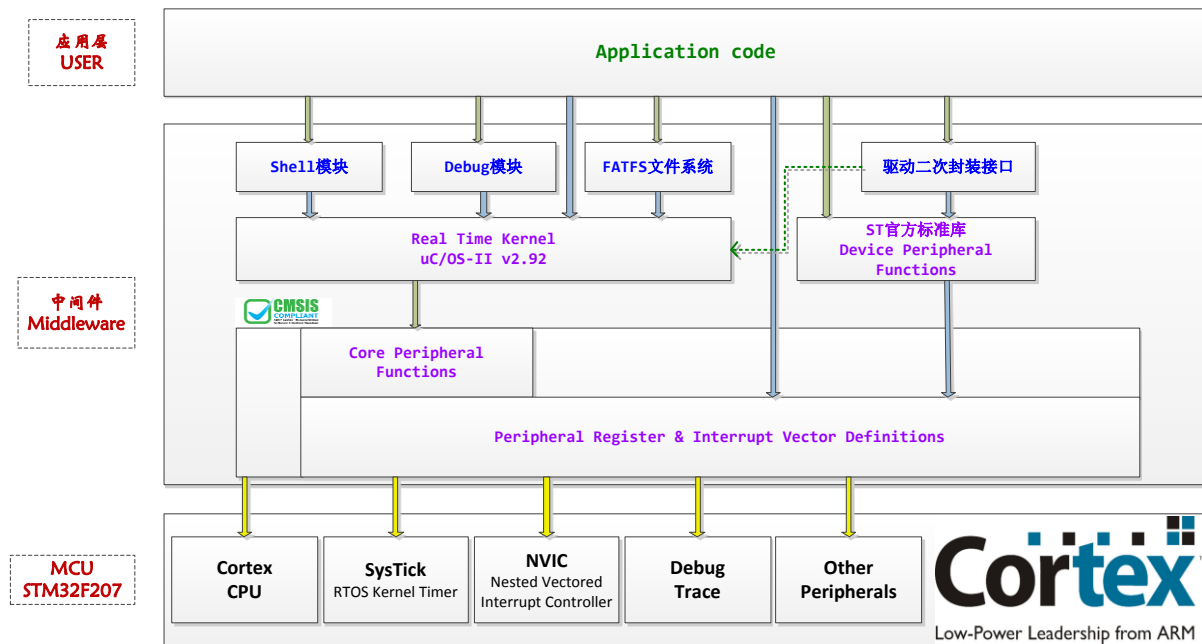 应用层
USER
Application code
Shell模块
Debug模块
FATFS文件系统
驱动二次封装接口
Real Time Kernel
uC/OS-II v2.92
ST官方标准库
Device Peripheral
Functions
中间件
Middleware
CMSIS
COMPLIANT
Core Peripheral
Functions
Peripheral Register & Interrupt Vector Definitions
MCU
STM32F207
Cortex
CPU
SysTick
RTOS Kernel Timer
NVIC
Nested Vectored
Interrupt Controller
Debug
Trace
Other
Peripherals
Cortex
Low-Power Leadership from ARM